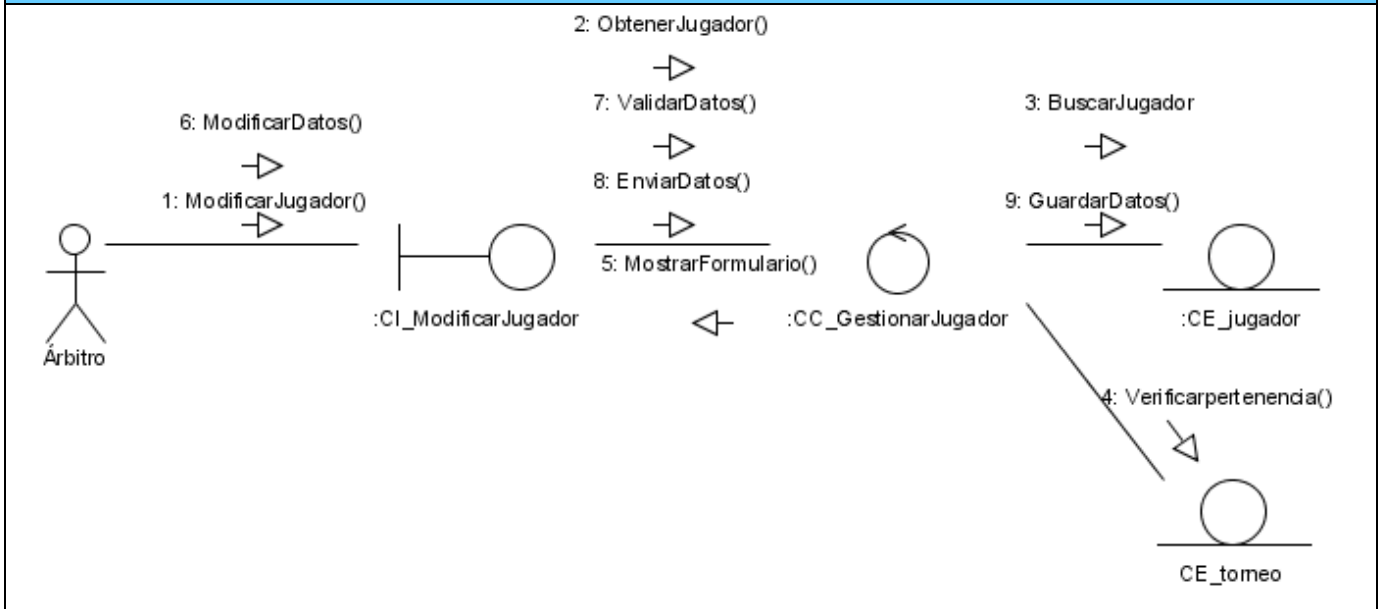 2: ObtenerJugador()
7: ValidarDatos()
3: BuscarJugador
6: ModificarDatos()
8: EnviarDatos()
1: ModificarJugador()
9: GuardarDatos()
5: MostrarFormulario()
:CI_ModificarJugador
:CC_GestionarJugador
:CE_jugador
Árbitro
4: Verificarpertenencia()
CE_torneo